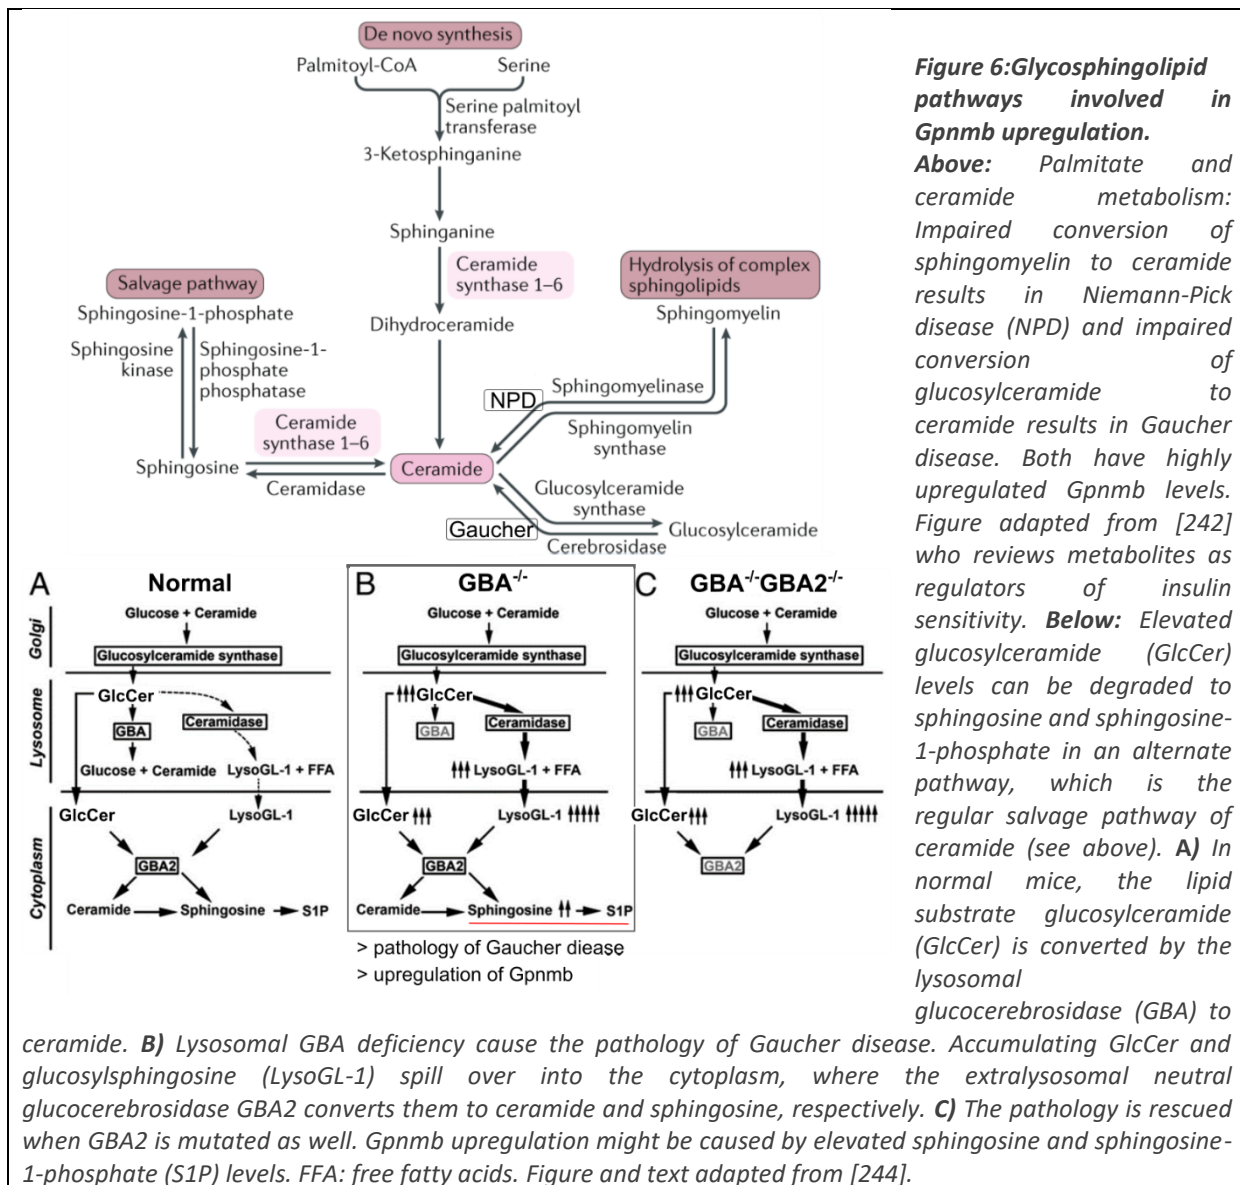 De novo synthesis
Palmitoyl-CoA Serine
Serine palmitoyl
transferase
3-Ketosphinganine
Sphinganine
Ceramide
synthase 1–6
Hydrolysis of complex
sphingolipids
Salvage pathway
Sphingosine-1-phosphate
Dihydroceramide
Sphingomyelin
Sphingosine
kinase
Sphingosine-1-
phosphate
phosphatase
Sphingomyelinase
NPD
Sphingomyelin
synthase
Ceramide
synthase 1–6
Sphingosine
Ceramide
Ceramidase
Glucosylceramide
synthase
Gaucher
Glucosylceramide
Cerebrosidase
Figure 6:Glycosphingolipid
pathways involved in
Gpnmb upregulation.
Above: Palmitate and
ceramide metabolism:
Impaired conversion of
sphingomyelin to ceramide
results in Niemann-Pick
disease (NPD) and impaired
conversion of
glucosylceramide to
ceramide results in Gaucher
disease. Both have highly
upregulated Gpnmb levels.
Figure adapted from [242]
who reviews metabolites as
regulators of insulin
sensitivity. Below: Elevated
glucosylceramide (GlcCer)
levels can be degraded to
sphingosine and sphingosine-
1-phosphate in an alternate
pathway, which is the
regular salvage pathway of
ceramide (see above). A) In
normal mice, the lipid
substrate glucosylceramide
(GlcCer) is converted by the
lysosomal
glucocerebrosidase (GBA) to
A Normal
Golgi
Glucose + Ceramide
Glucosylceramide synthase
Lysosome
GlcCer
GBA
Ceramidase
Glucose + Ceramide LysoGL-1 + FFA
Cytoplasm
GlcCer LysoGL-1
GBA2
Ceramide Sphingosine S1P
B GBA-/-
Glucose + Ceramide
Glucosylceramide synthase
GlcCer
GBA
Ceramidase
LysoGL-1 + FFA
GlcCer LysoGL-1
GBA2
Ceramide Sphingosine S1P
> pathology of Gaucher disease
> upregulation of Gpnmb
C GBA-/-GBA2-/-
Glucose + Ceramide
Glucosylceramide synthase
GlcCer
GBA
Ceramidase
LysoGL-1 + FFA
GlcCer LysoGL-1
GBA2
ceramide. B) Lysosomal GBA deficiency cause the pathology of Gaucher disease. Accumulating GlcCer and
glucosylsphingosine (LysoGL-1) spill over into the cytoplasm, where the extralysosomal neutral
glucocerebrosidase GBA2 converts them to ceramide and sphingosine, respectively. C) The pathology is rescued
when GBA2 is mutated as well. Gpnmb upregulation might be caused by elevated sphingosine and sphingosine-
1-phosphate (S1P) levels. FFA: free fatty acids. Figure and text adapted from [244].